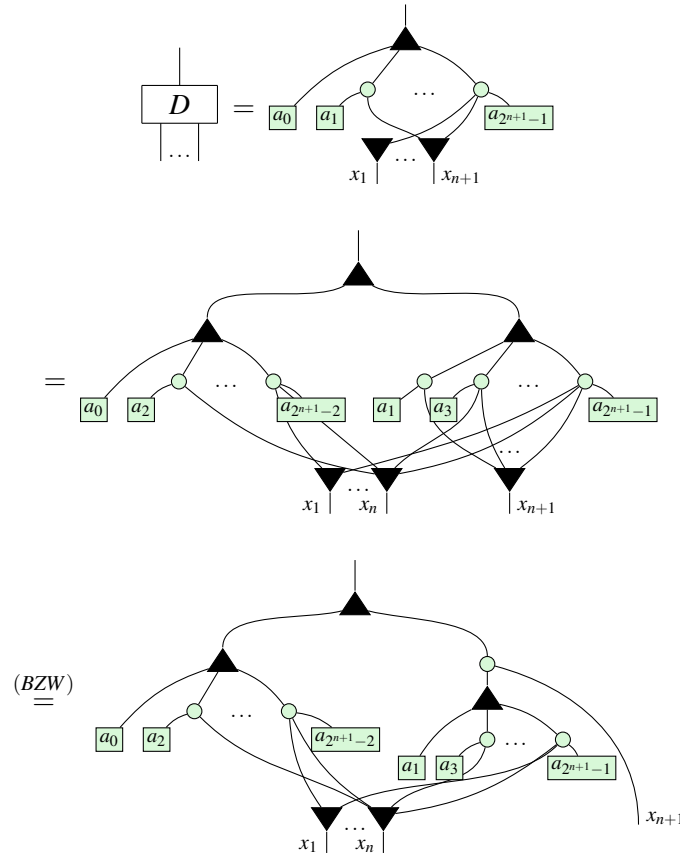 D = a₀ a₁ … a₂ₙ₊₁₋₁
…
x₁ … xₙ₊₁
= a₀ a₂ … a₂ₙ₊₁₋₂ a₁ a₃ … a₂ₙ₊₁₋₁
…
x₁ … xₙ xₙ₊₁
(BZW)
= a₀ a₂ … a₂ₙ₊₁₋₂ a₁ a₃ … a₂ₙ₊₁₋₁
x₁ … xₙ xₙ₊₁